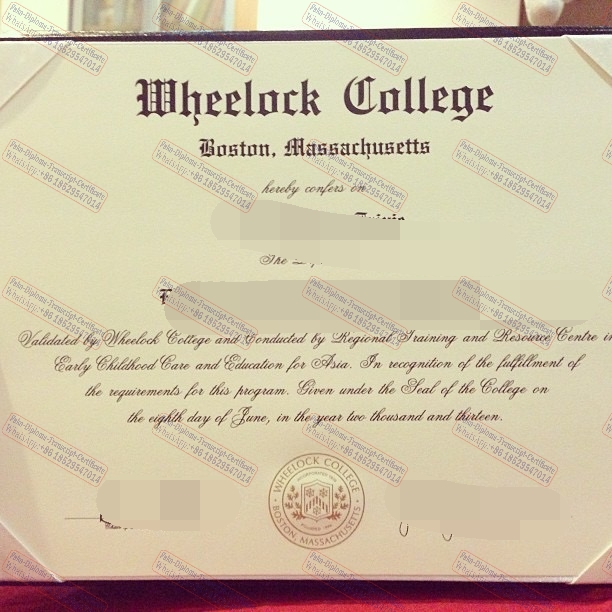 Wheelock College
Boston, Massachusetts
hereby confers on
The
Validated by Wheelock College and Conducted by Regional Training and Resource Centre in
Early Childhood Care and Education for Asia. In recognition of the fulfillment of
the requirements for this program. Given under the Seal of the College on
the eighth day of June, in the year two thousand and thirteen.
WHEELOCK COLLEGE
BOSTON, MASSACHUSETTS
Fake-Diploma-Transcript-Certificate
WhatsApp:+86 18629547014